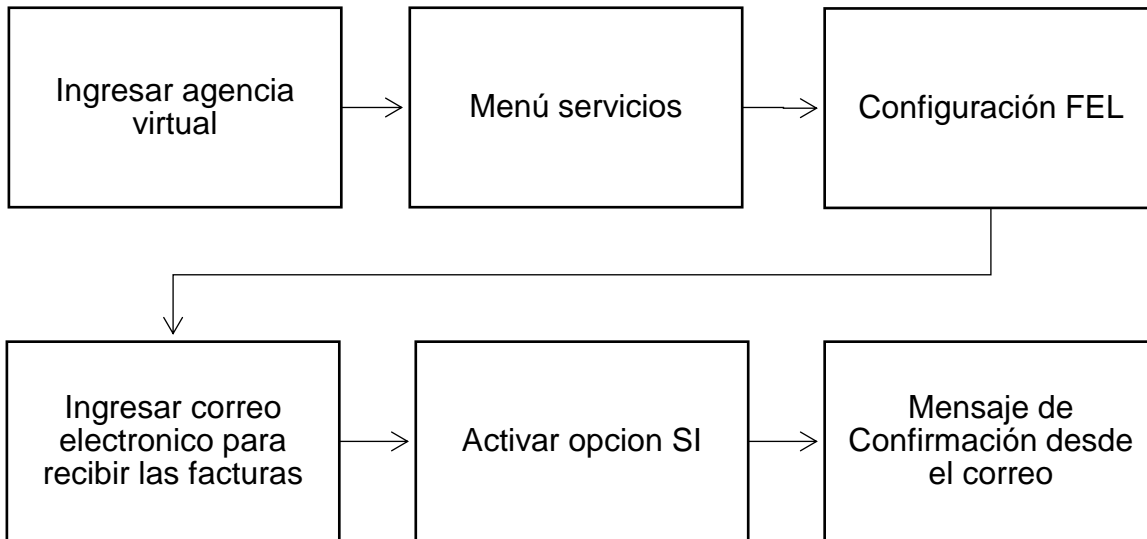 Ingresar agencia
virtual
Menú servicios
Configuración FEL
Ingresar correo
electronico para
recibir las facturas
Activar opcion SI
Mensaje de
Confirmación desde
el correo